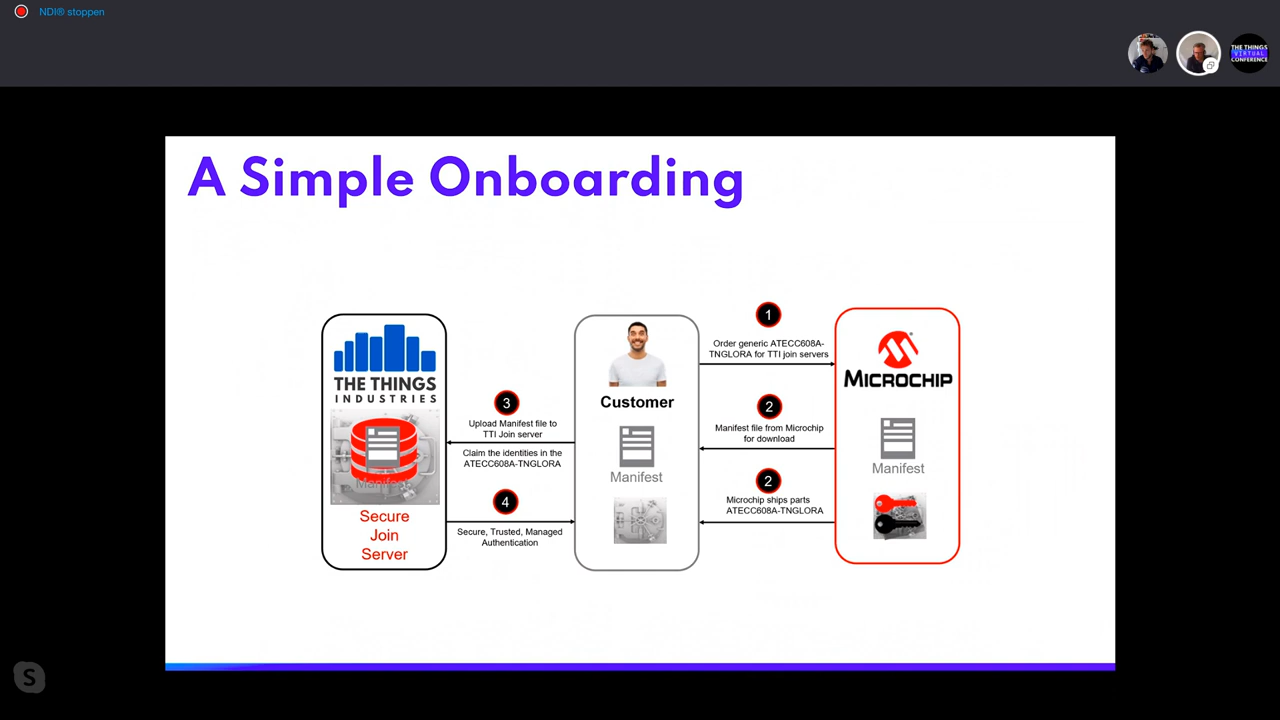 NDI® stoppen
THE THINGS
VIRTUAL
CONFERENCE
A Simple Onboarding
THE THINGS
INDUSTRIES
Manifest
Secure
Join
Server
3
Upload Manifest file to
TTI Join server
Claim the identities in the
ATECC608A-TNGLORA
4
Secure, Trusted, Managed
Authentication
Customer
Manifest
1
Order generic ATECC608A-
TNGLORA for TTI join servers
2
Manifest file from Microchip
for download
2
Microchip ships parts
ATECC608A-TNGLORA
MICROCHIP
Manifest
S